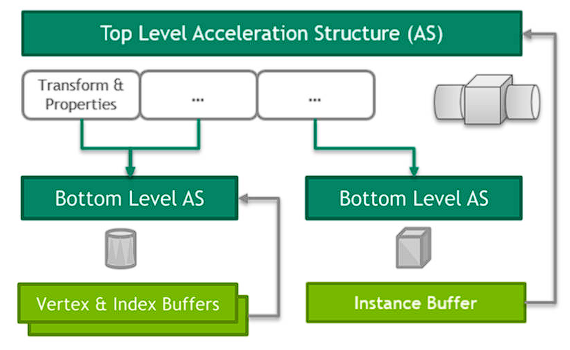 Top Level Acceleration Structure (AS)
Transform &
Properties
...
...
Bottom Level AS
Bottom Level AS
Vertex & Index Buffers
Instance Buffer